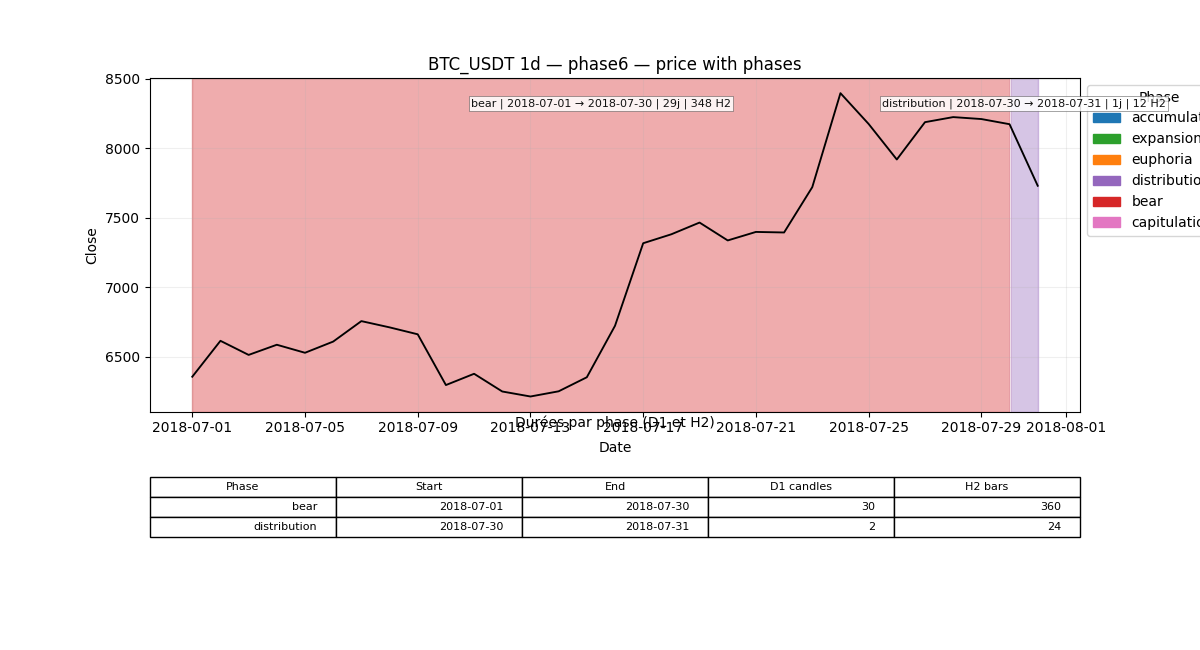 BTC_USDT 1d — phase6 — price with phases
8500
8000
7500
7000
6500
Close
bear | 2018-07-01 → 2018-07-30 | 29j | 348 H2
distribution | 2018-07-30 → 2018-07-31 | 1j | 12 H2
Phase
accumulat
expansion
euphoria
distributio
bear
capitulatio
Durées par phase (D1 et H2)
2018-07-01 2018-07-05 2018-07-09 2018-07-13 2018-07-17 2018-07-21 2018-07-25 2018-07-29 2018-08-01
Date
Phase Start End D1 candles H2 bars
bear 2018-07-01 2018-07-30 30 360
distribution 2018-07-30 2018-07-31 2 24